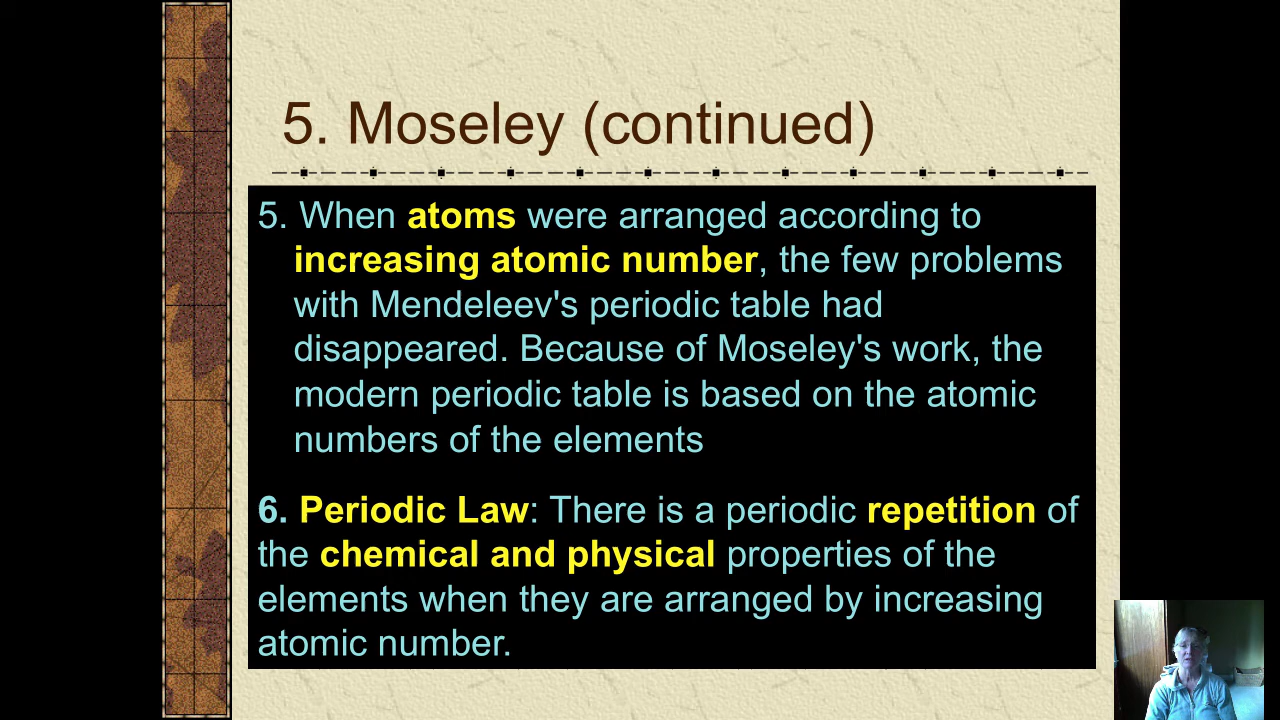 5. Moseley (continued)
5. When atoms were arranged according to
increasing atomic number, the few problems
with Mendeleev's periodic table had
disappeared. Because of Moseley's work, the
modern periodic table is based on the atomic
numbers of the elements
6. Periodic Law: There is a periodic repetition of
the chemical and physical properties of the
elements when they are arranged by increasing
atomic number.